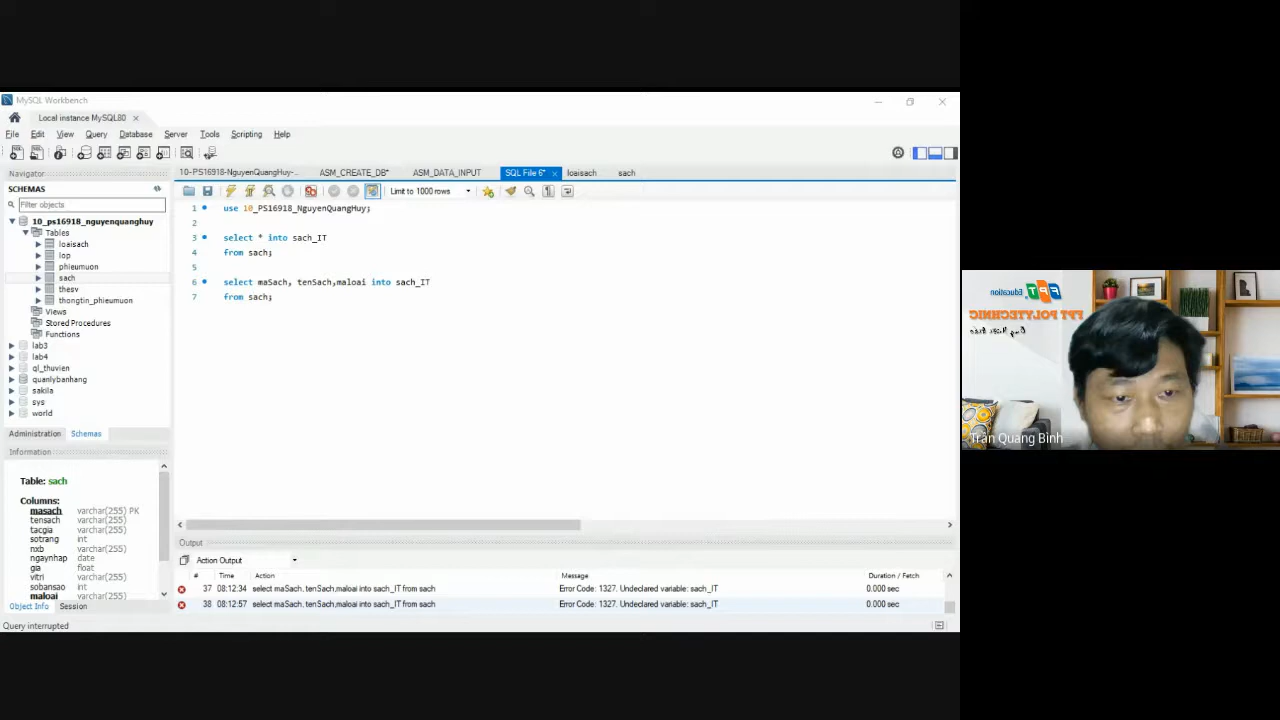 MySQL Workbench
Local instance MySQL80
File Edit View Query Database Server Tools Scripting Help
Navigator
SCHEMAS
Filter objects
10_ps16918_nguyenquanghuy
Tables
loaisach
lop
phieumuon
sach
thesv
thongtin_phieumuon
Views
Stored Procedures
Functions
lab3
lab4
ql_thuvien
quanlybanhang
sakila
sys
world
Administration Schemas
Information
Table: sach
Columns:
masach varchar(255) PK
tensach varchar(255)
tacgia varchar(255)
sotrang int
nxb varchar(255)
ngaynhap date
gia float
vitri varchar(255)
sobansao int
maloai varchar(255)
Object Info Session
Query interrupted
10-PS16918-NguyenQuangHuy-... ASM_CREATE_DB* ASM_DATA_INPUT SQL File 6* loaisach sach
Limit to 1000 rows
1 use 10_PS16918_NguyenQuangHuy;
2
3 select * into sach_IT
4 from sach;
5
6 select maSach, tenSach,maloai into sach_IT
7 from sach;
Output
Action Output
# Time Action Message Duration / Fetch
37 08:12:34 select maSach, tenSach,maloai into sach_IT from sach Error Code: 1327. Undeclared variable: sach_IT 0.000 sec
38 08:12:57 select maSach, tenSach,maloai into sach_IT from sach Error Code: 1327. Undeclared variable: sach_IT 0.000 sec
FPT Education
FPT POLYTECHNIC
Trần Quang Bình